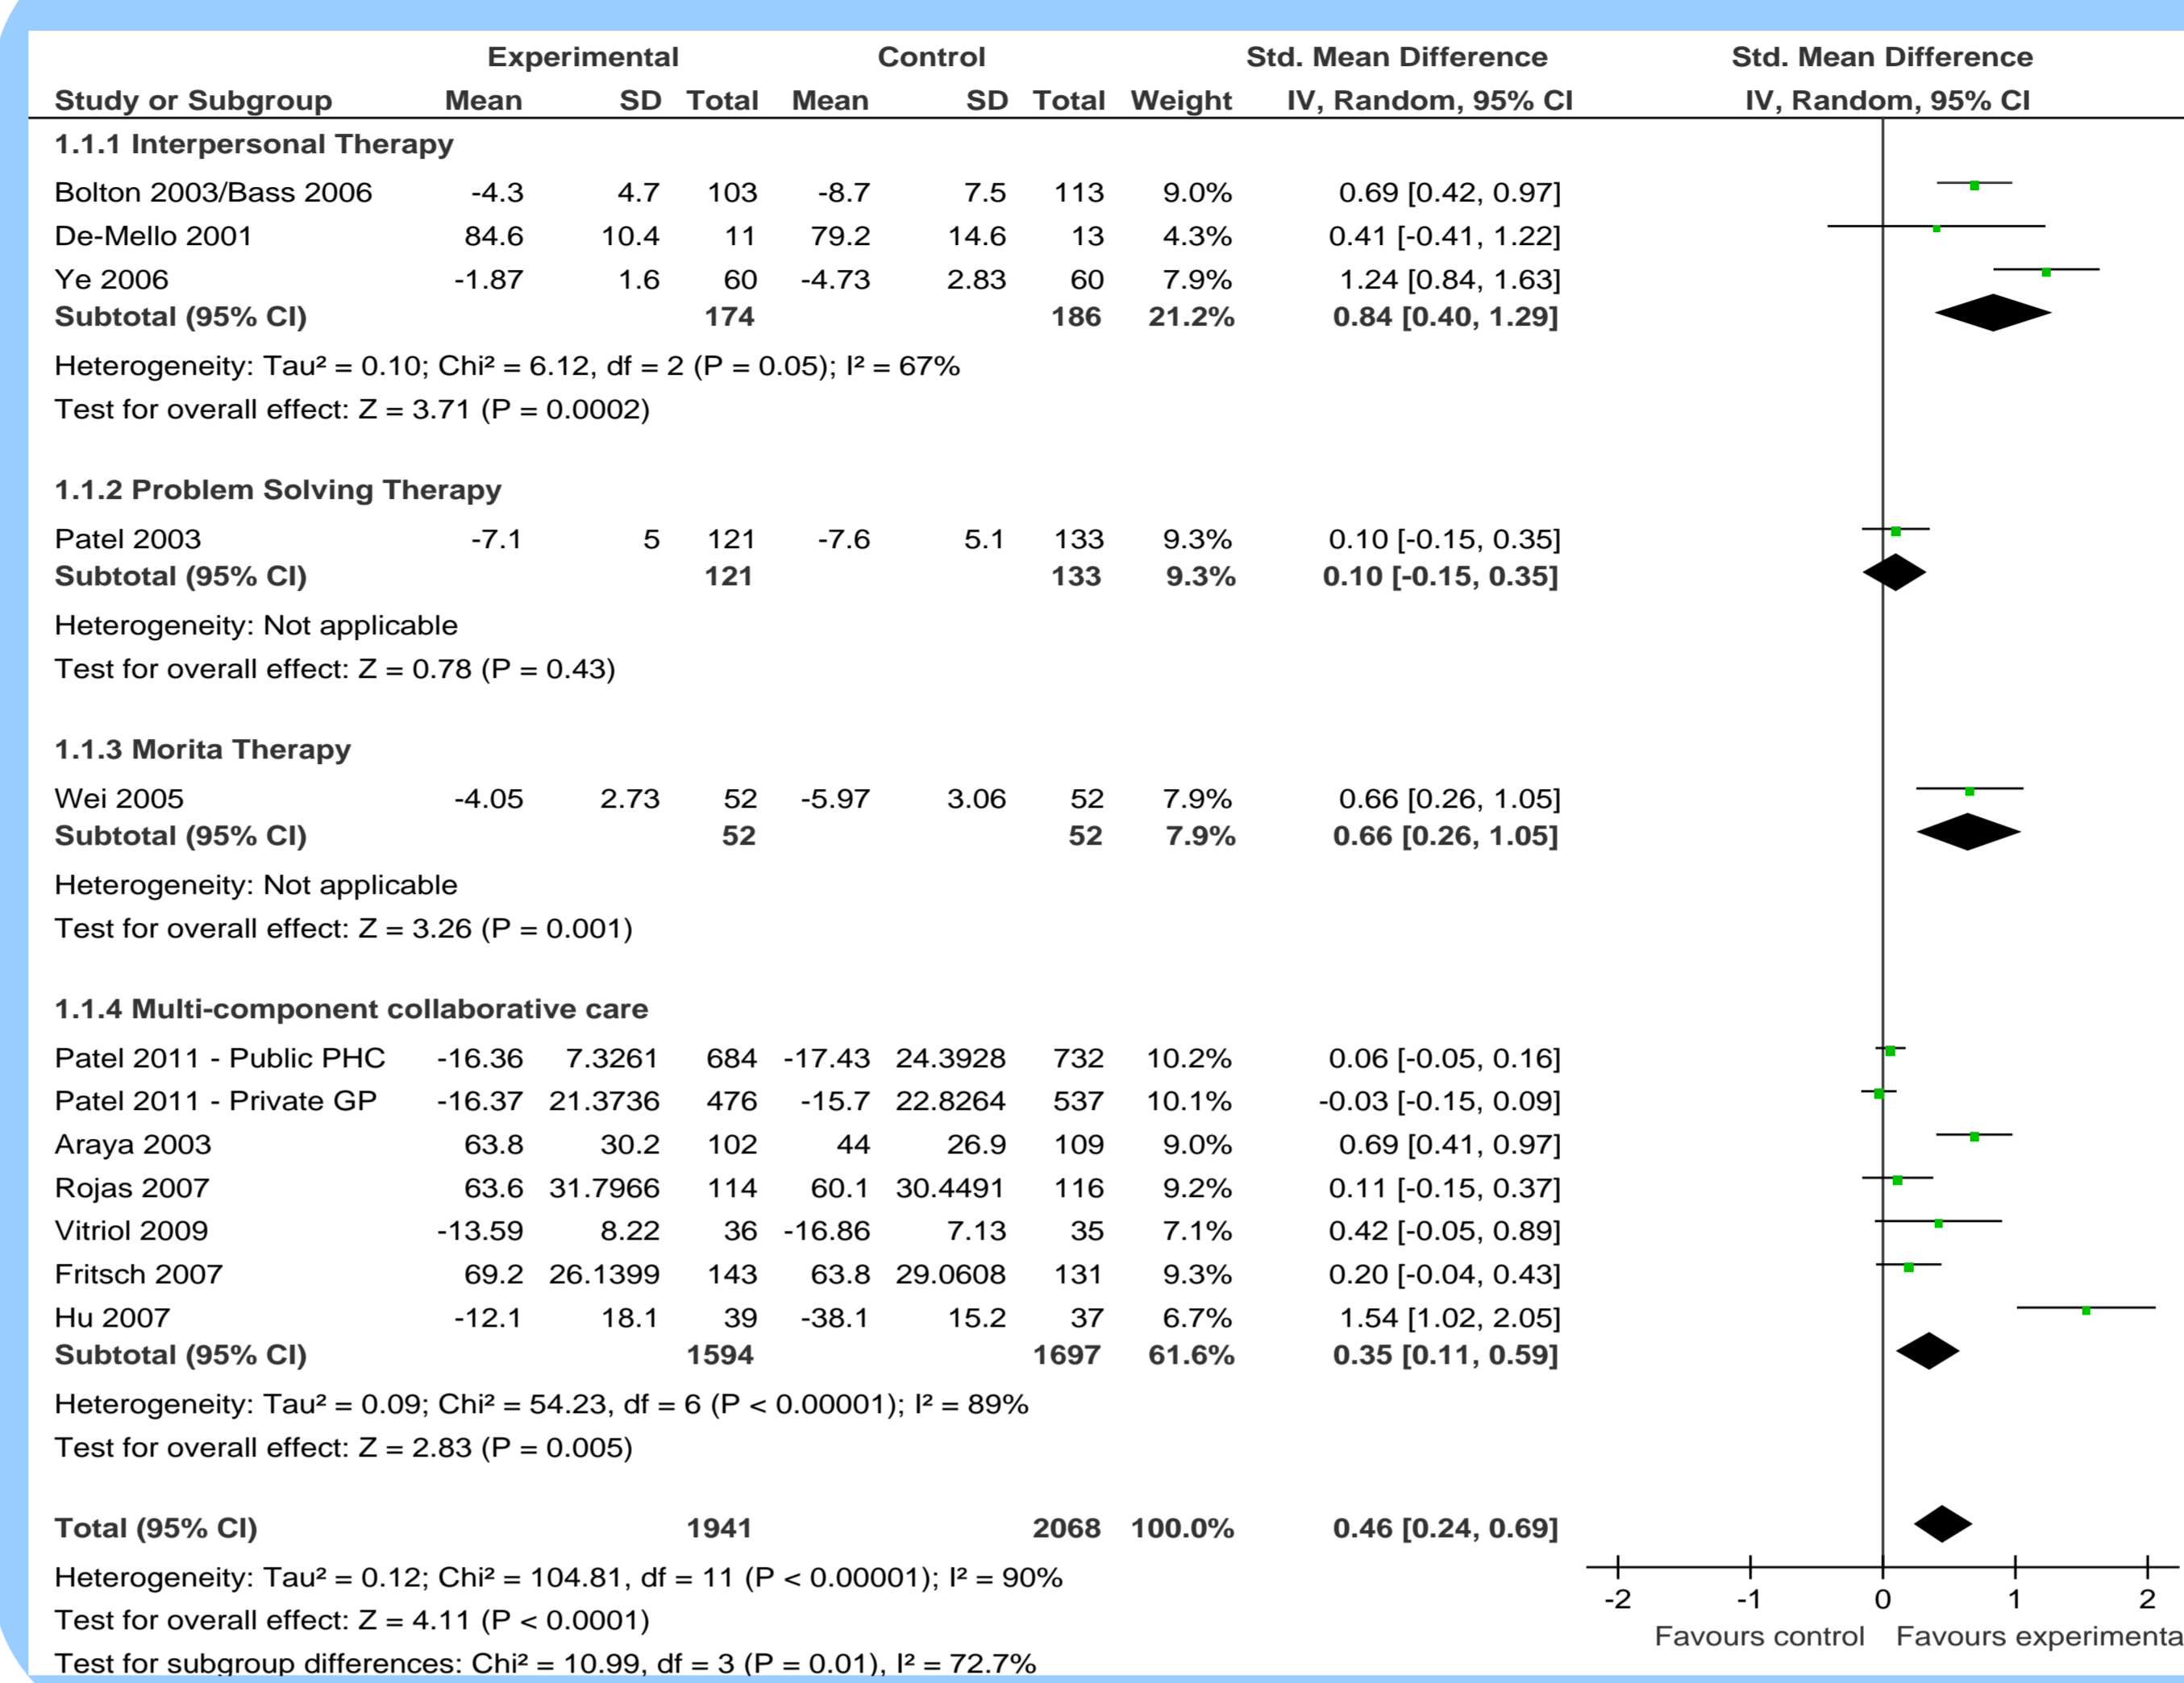 Experimental Control Std. Mean Difference Std. Mean Difference
Study or Subgroup Mean SD Total Mean SD Total Weight IV, Random, 95% CI IV, Random, 95% CI
1.1.1 Interpersonal Therapy
Bolton 2003/Bass 2006 -4.3 4.7 103 -8.7 7.5 113 9.0% 0.69 [0.42, 0.97]
De-Mello 2001 84.6 10.4 11 79.2 14.6 13 4.3% 0.41 [-0.41, 1.22]
Ye 2006 -1.87 1.6 60 -4.73 2.83 60 7.9% 1.24 [0.84, 1.63]
Subtotal (95% CI) 174 186 21.2% 0.84 [0.40, 1.29]
Heterogeneity: Tau² = 0.10; Chi² = 6.12, df = 2 (P = 0.05); I² = 67%
Test for overall effect: Z = 3.71 (P = 0.0002)
1.1.2 Problem Solving Therapy
Patel 2003 -7.1 5 121 -7.6 5.1 133 9.3% 0.10 [-0.15, 0.35]
Subtotal (95% CI) 121 133 9.3% 0.10 [-0.15, 0.35]
Heterogeneity: Not applicable
Test for overall effect: Z = 0.78 (P = 0.43)
1.1.3 Morita Therapy
Wei 2005 -4.05 2.73 52 -5.97 3.06 52 7.9% 0.66 [0.26, 1.05]
Subtotal (95% CI) 52 52 7.9% 0.66 [0.26, 1.05]
Heterogeneity: Not applicable
Test for overall effect: Z = 3.26 (P = 0.001)
1.1.4 Multi-component collaborative care
Patel 2011 - Public PHC -16.36 7.3261 684 -17.43 24.3928 732 10.2% 0.06 [-0.05, 0.16]
Patel 2011 - Private GP -16.37 21.3736 476 -15.7 22.8264 537 10.1% -0.03 [-0.15, 0.09]
Araya 2003 63.8 30.2 102 44 26.9 109 9.0% 0.69 [0.41, 0.97]
Rojas 2007 63.6 31.7966 114 60.1 30.4491 116 9.2% 0.11 [-0.15, 0.37]
Vitriol 2009 -13.59 8.22 36 -16.86 7.13 35 7.1% 0.42 [-0.05, 0.89]
Fritsch 2007 69.2 26.1399 143 63.8 29.0608 131 9.3% 0.20 [-0.04, 0.43]
Hu 2007 -12.1 18.1 39 -38.1 15.2 37 6.7% 1.54 [1.02, 2.05]
Subtotal (95% CI) 1594 1697 61.6% 0.35 [0.11, 0.59]
Heterogeneity: Tau² = 0.09; Chi² = 54.23, df = 6 (P < 0.00001); I² = 89%
Test for overall effect: Z = 2.83 (P = 0.005)
Total (95% CI) 1941 2068 100.0% 0.46 [0.24, 0.69]
Heterogeneity: Tau² = 0.12; Chi² = 104.81, df = 11 (P < 0.00001); I² = 90%
Test for overall effect: Z = 4.11 (P < 0.0001)
Test for subgroup differences: Chi² = 10.99, df = 3 (P = 0.01), I² = 72.7%
-2 -1 0 1 2
Favours control Favours experimenta